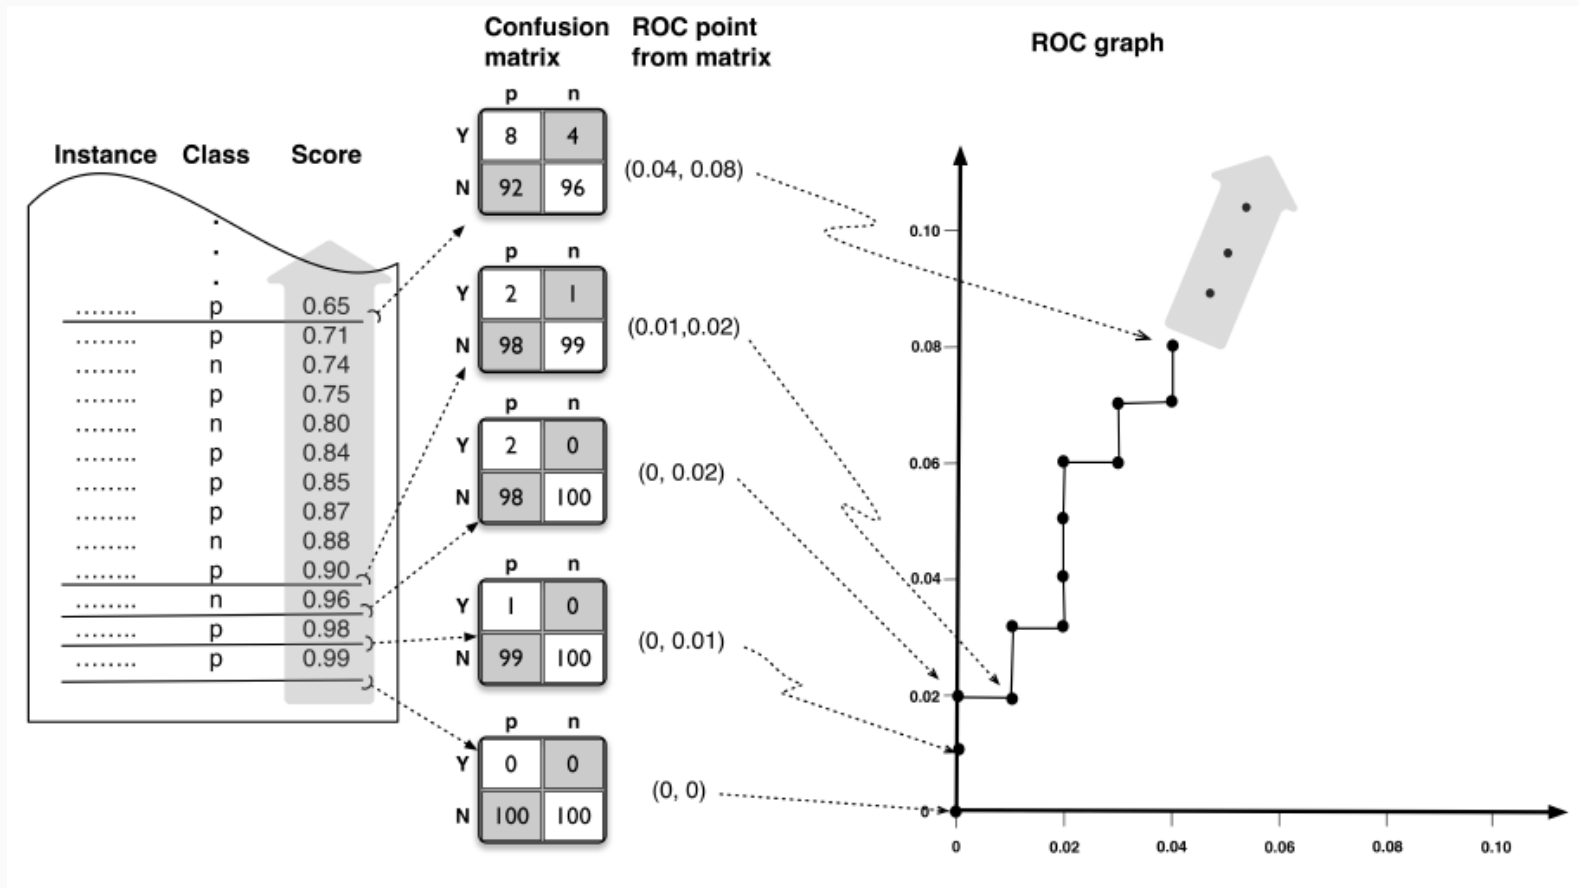 Confusion matrix
ROC point from matrix
ROC graph
Instance Class Score
........ p 0.65
........ p 0.71
........ n 0.74
........ p 0.75
........ n 0.80
........ p 0.84
........ p 0.85
........ p 0.87
........ n 0.88
........ p 0.90
........ n 0.96
........ p 0.98
........ p 0.99
p n
Y 8 4
N 92 96
(0.04, 0.08)
p n
Y 2 1
N 98 99
(0.01,0.02)
p n
Y 2 0
N 98 100
(0, 0.02)
p n
Y 1 0
N 99 100
(0, 0.01)
p n
Y 0 0
N 100 100
(0, 0)
0.10
0.08
0.06
0.04
0.02
0
0 0.02 0.04 0.06 0.08 0.10